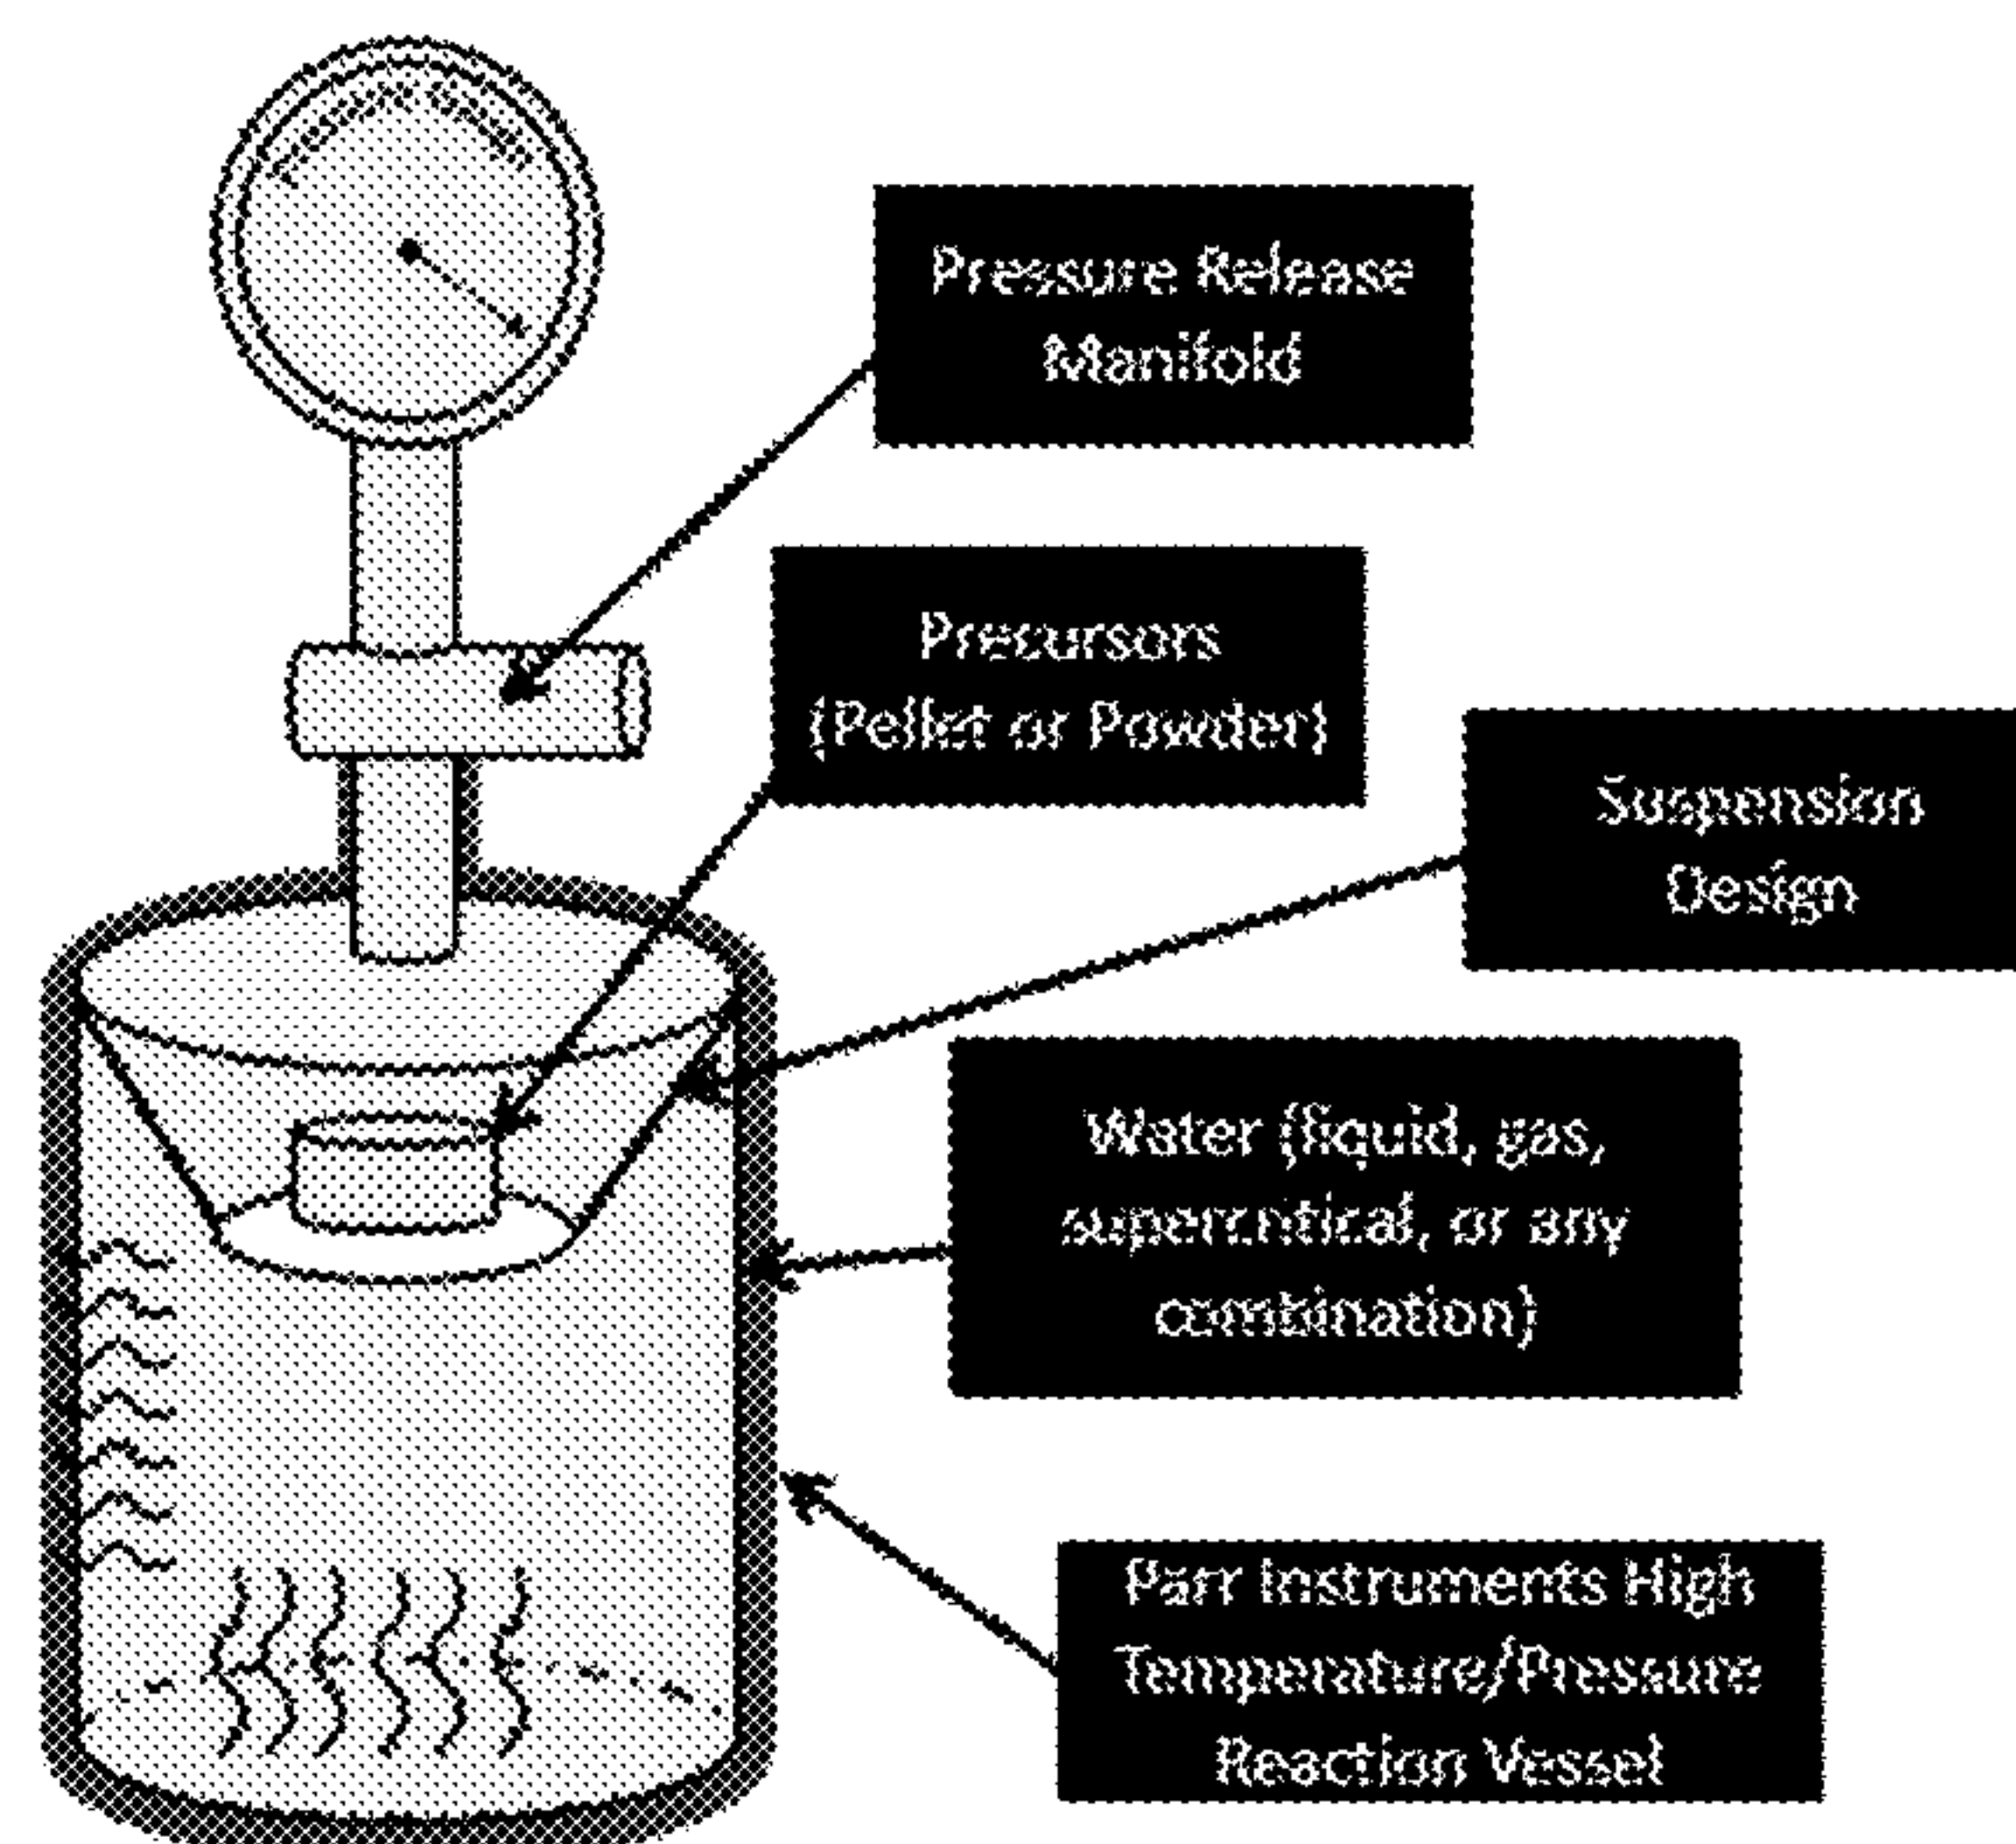 Pressure Release
Manifold
Precursors
(Pellet or Powder)
Suspension
Design
Water (liquid, gas,
supercritical, or any
combination)
Parr Instruments High
Temperature/Pressure
Reaction Vessel